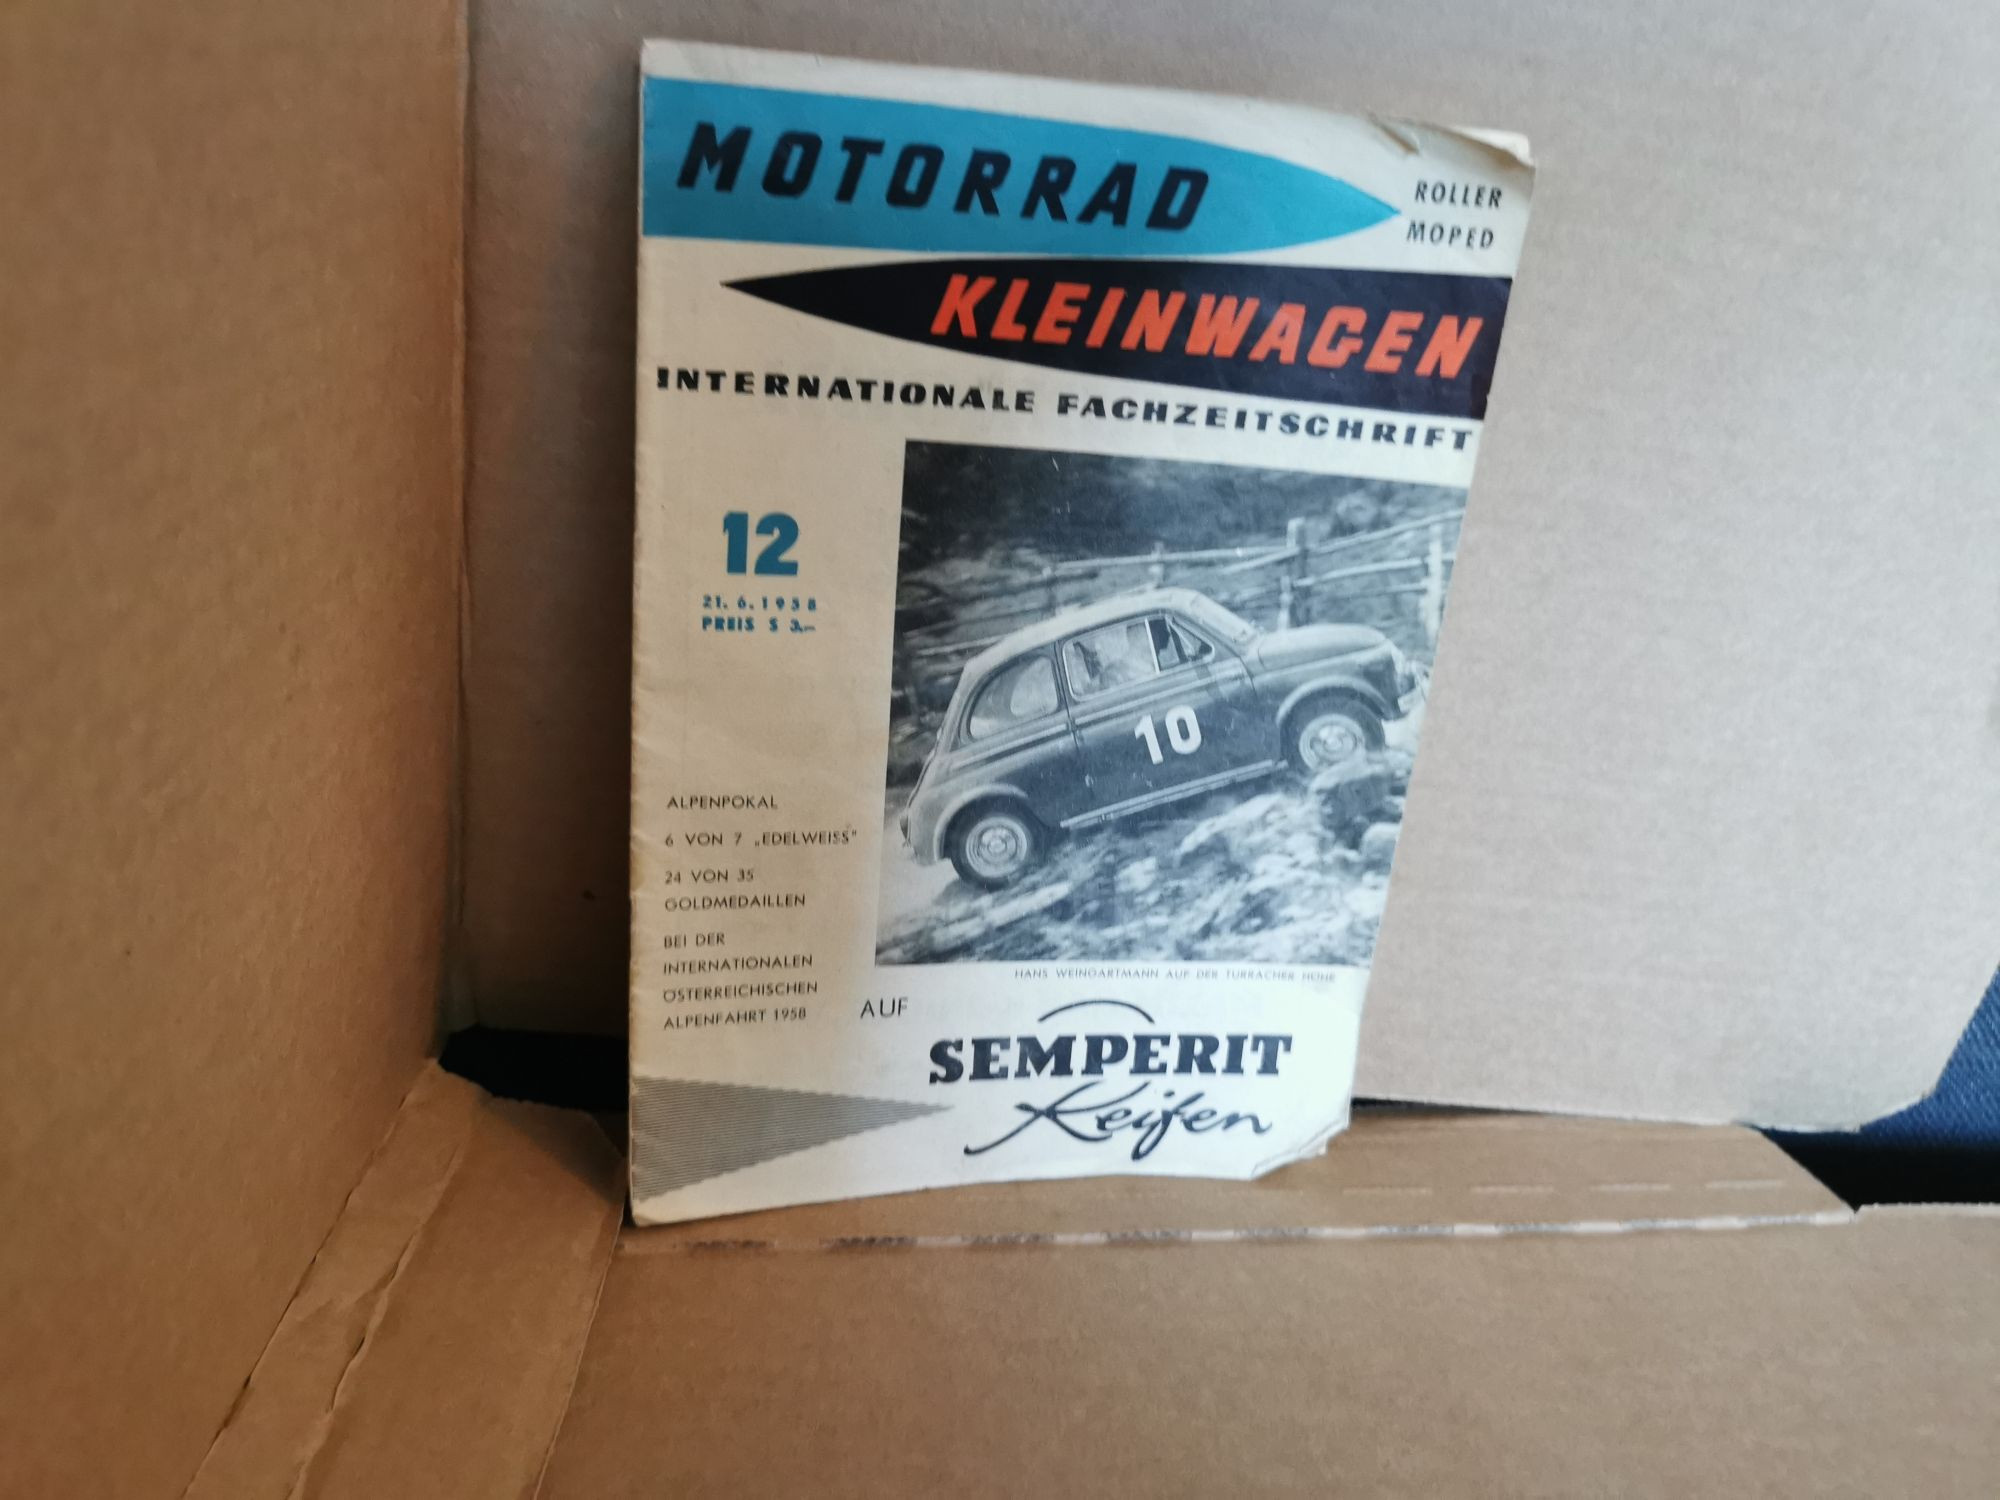 MOTORRAD
ROLLER
MOPED
KLEINWAGEN
INTERNATIONALE FACHZEITSCHRIFT
12
21. 6. 1958
PREIS S 3,–
10
ALPENPOKAL
6 VON 7 „EDELWEISS"
24 VON 35
GOLDMEDAILLEN
BEI DER
INTERNATIONALEN
ÖSTERREICHISCHEN
ALPENFAHRT 1958
HANS WEINGARTMANN AUF DER TURRACHER HÖHE
AUF
SEMPERIT
Reifen